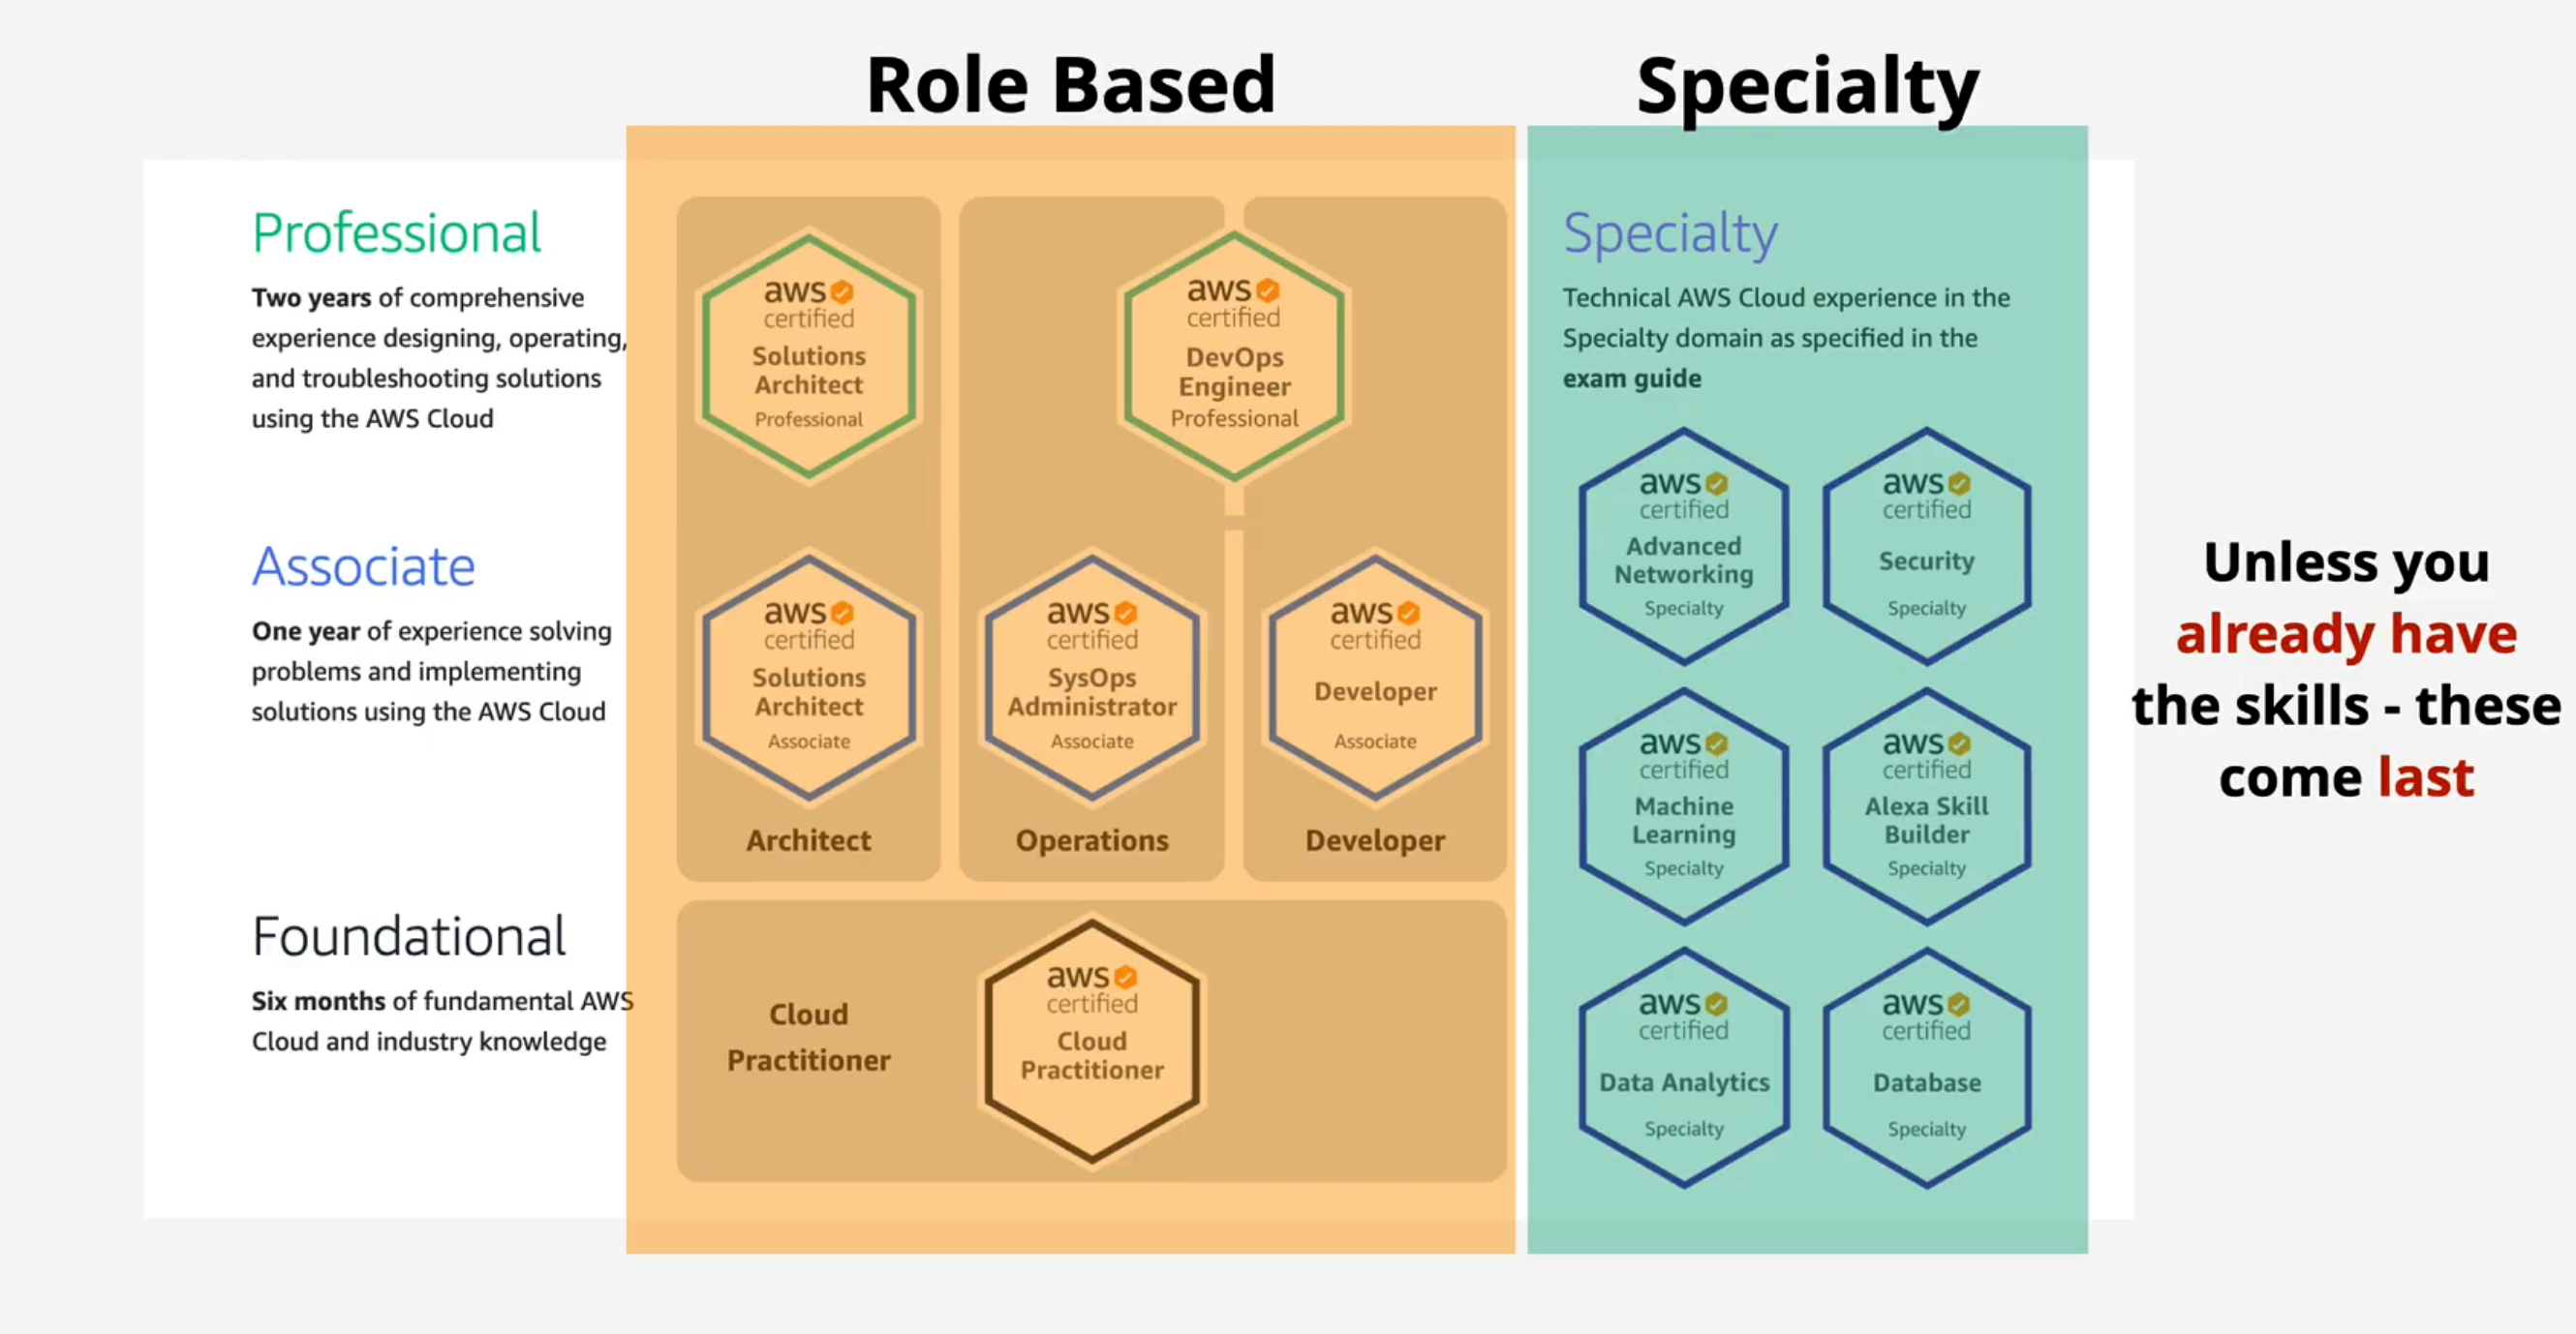 Role Based
Specialty
Professional
Two years of comprehensive
experience designing, operating,
and troubleshooting solutions
using the AWS Cloud
aws
certified
Solutions
Architect
Professional
aws
certified
DevOps
Engineer
Professional
Associate
One year of experience solving
problems and implementing
solutions using the AWS Cloud
aws
certified
Solutions
Architect
Associate
Architect
aws
certified
SysOps
Administrator
Associate
Operations
aws
certified
Developer
Associate
Developer
Foundational
Six months of fundamental AWS
Cloud and industry knowledge
Cloud
Practitioner
aws
certified
Cloud
Practitioner
Specialty
Technical AWS Cloud experience in the
Specialty domain as specified in the
exam guide
aws
certified
Advanced
Networking
Specialty
aws
certified
Security
Specialty
aws
certified
Machine
Learning
Specialty
aws
certified
Alexa Skill
Builder
Specialty
aws
certified
Data Analytics
Specialty
aws
certified
Database
Specialty
Unless you
already have
the skills - these
come last